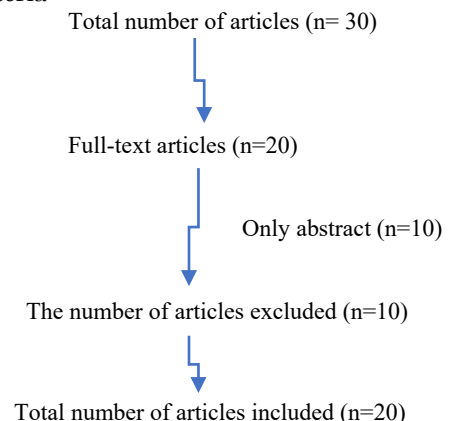 Total number of articles (n= 30)
Full-text articles (n=20)
Only abstract (n=10)
The number of articles excluded (n=10)
Total number of articles included (n=20)